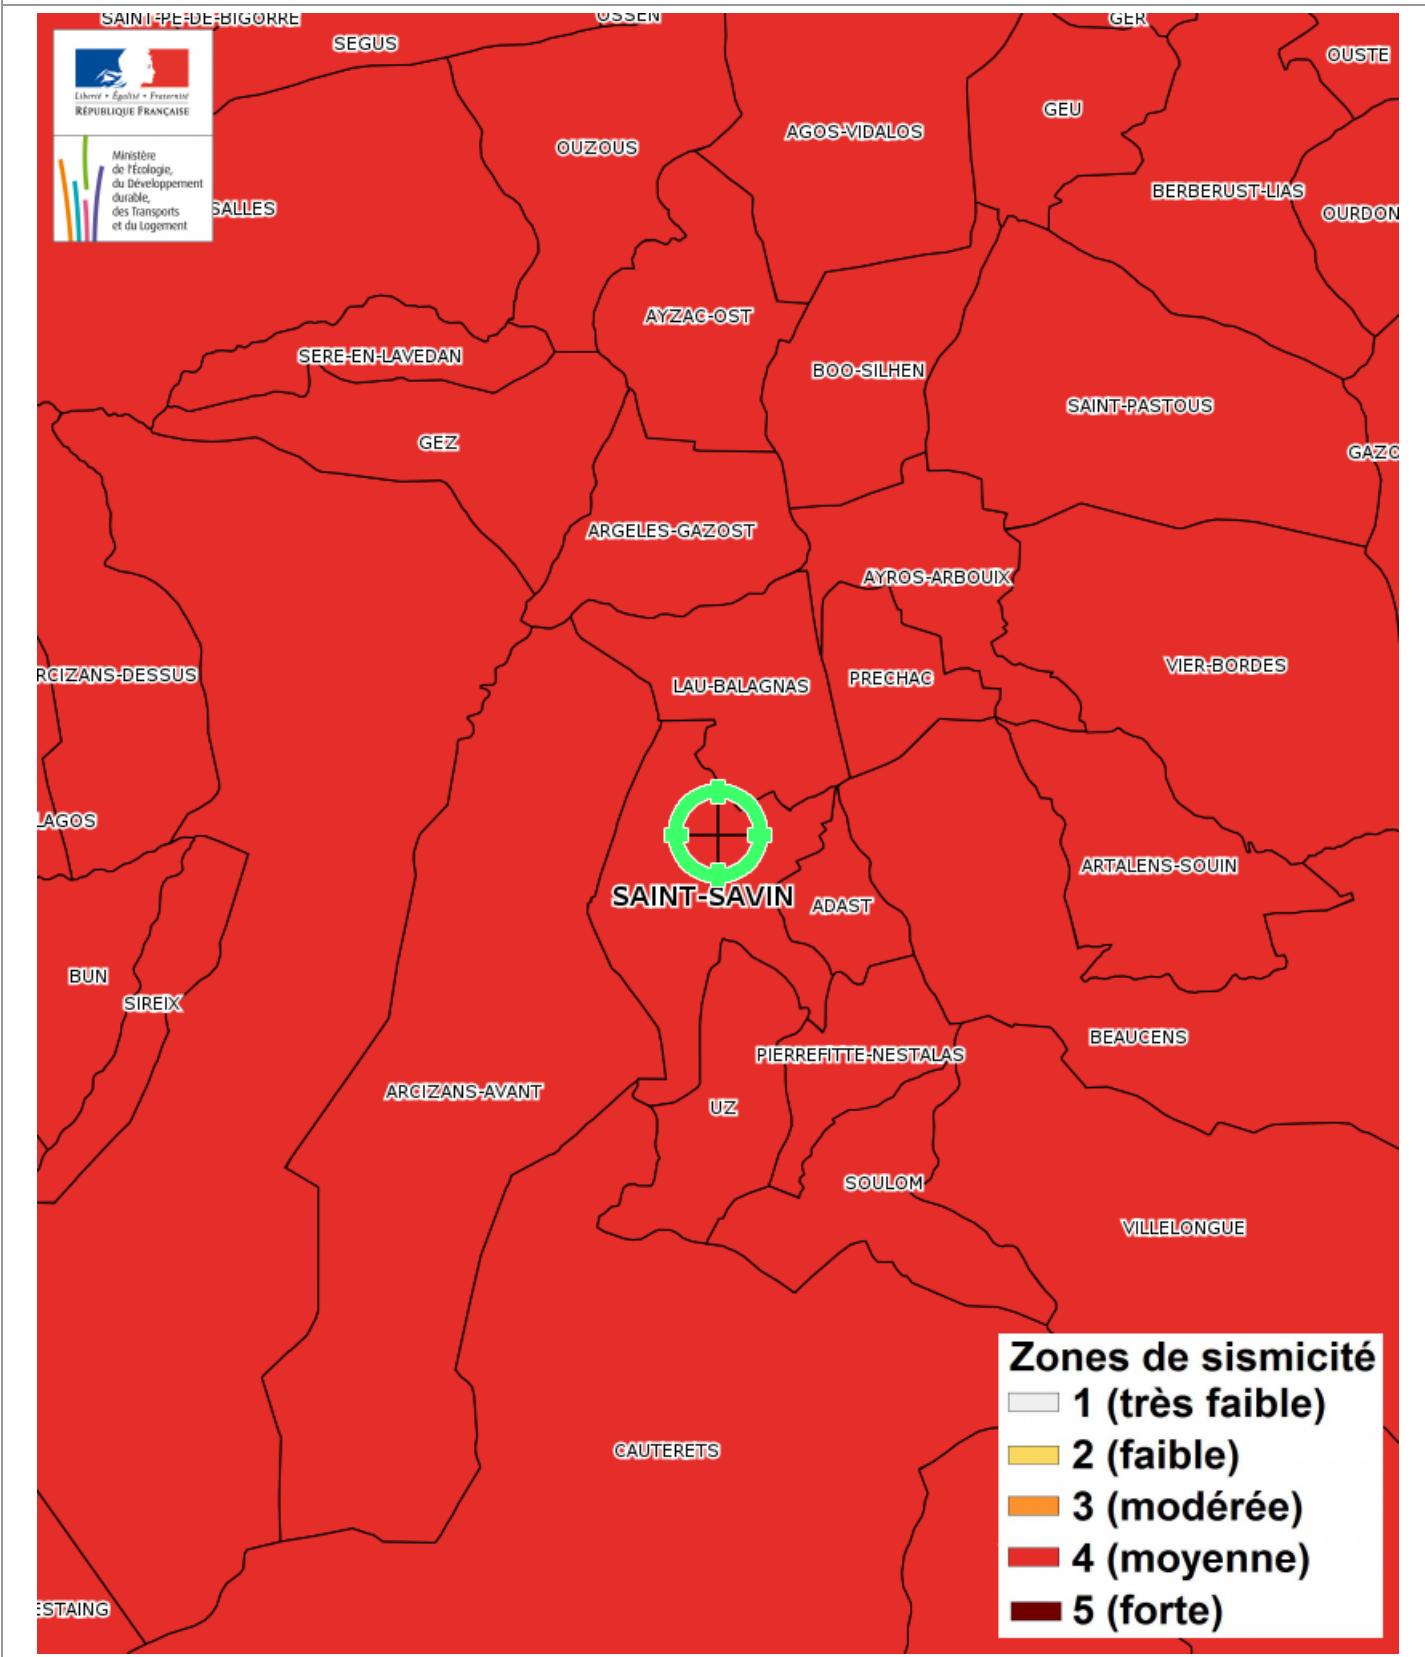 SAINT-PE-DE-BIGORRE
OSSEN
GER
SEGUS
OUSTE
Liberté • Égalité • Fraternité
RÉPUBLIQUE FRANÇAISE
GEU
AGOS-VIDALOS
OUZOUS
Ministère
de l'Écologie,
du Développement
durable,
des Transports
et du Logement
BERBERUST-LIAS
SALLES
OURDON
AYZAC-OST
SERE-EN-LAVEDAN
BOO-SILHEN
SAINT-PASTOUS
GEZ
GAZO
ARGELES-GAZOST
AYROS-ARBOUIX
VIER-BORDES
RCIZANS-DESSUS
PRECHAC
LAU-BALAGNAS
LAGOS
ARTALENS-SOUIN
SAINT-SAVIN
ADAST
BUN
SIREIX
BEAUCENS
PIERREFITTE-NESTALAS
ARCIZANS-AVANT
UZ
SOULOM
VILLELONGUE
Zones de sismicité
1 (très faible)
2 (faible)
3 (modérée)
4 (moyenne)
5 (forte)
CAUTERETS
ESTAING